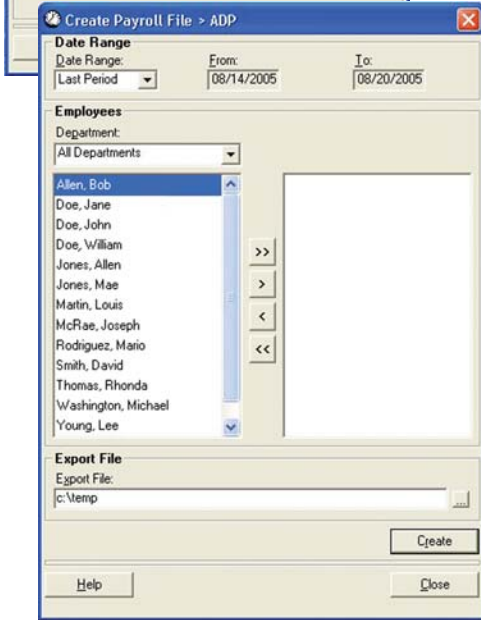 Create Payroll File > ADP
Date Range
Date Range: From: To:
Last Period 08/14/2005 08/20/2005
Employees
Department:
All Departments
Allen, Bob
Doe, Jane
Doe, John
Doe, William
Jones, Allen
Jones, Mae
Martin, Louis
McRae, Joseph
Rodriguez, Mario
Smith, David
Thomas, Rhonda
Washington, Michael
Young, Lee
>>
>
<
<<
Export File
Export File:
c:\temp
...
Create
Help Close